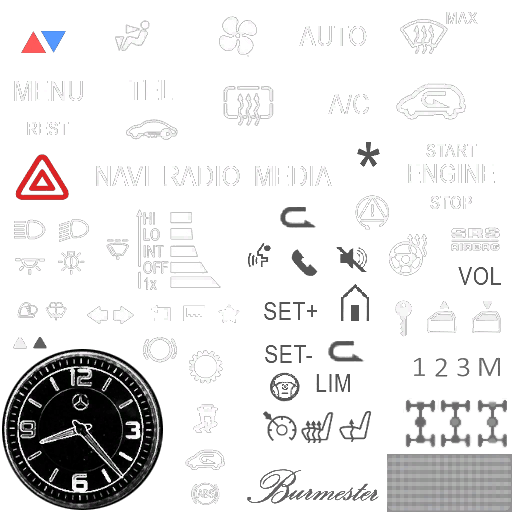 MAX
AUTO
MENU TEL
A/C
REST
START
ENGINE
STOP
NAVI RADIO MEDIA
HI
LO
INT
OFF
1x
SRS
AIRBAG
VOL
SET+
SET-
LIM
1 2 3 M
12
9 3
6
ABS
Burmester